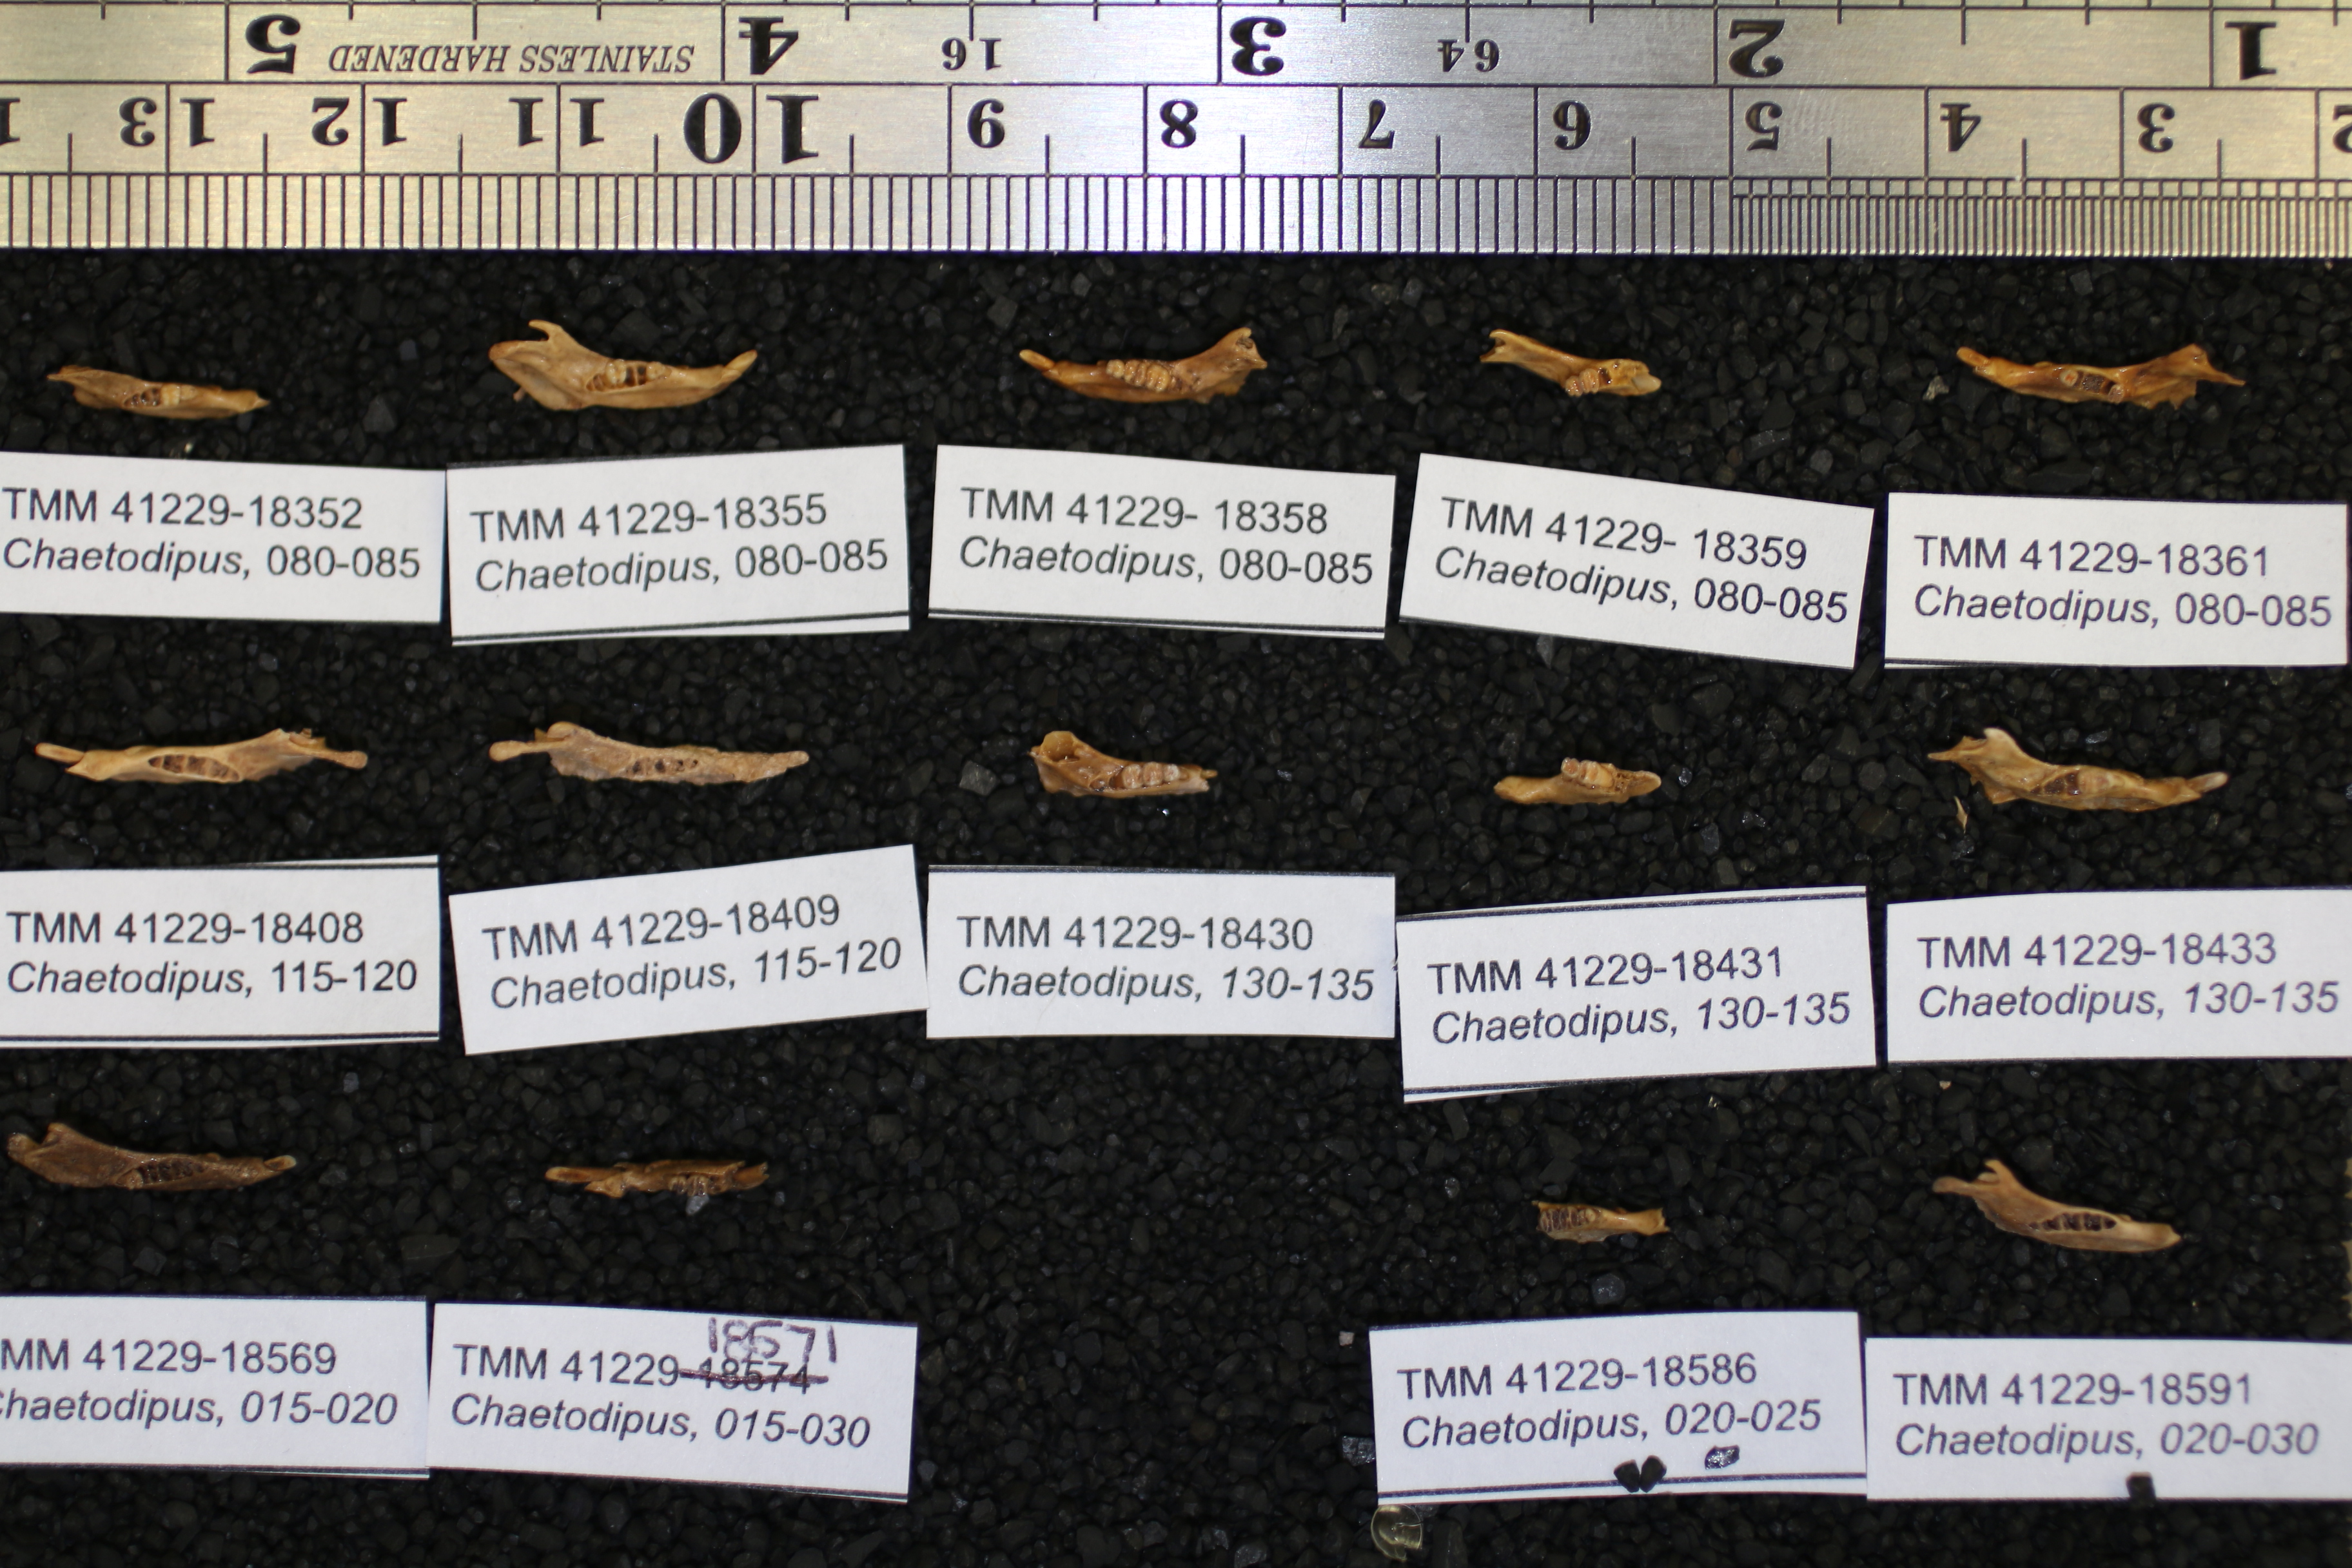 5 STAINLESS HARDENED 4 16 3 64 2 1
13 12 11 10 9 8 7 6 5 4 3 2
TMM 41229-18352
Chaetodipus, 080-085
TMM 41229-18355
Chaetodipus, 080-085
TMM 41229- 18358
Chaetodipus, 080-085
TMM 41229- 18359
Chaetodipus, 080-085
TMM 41229-18361
Chaetodipus, 080-085
TMM 41229-18408
Chaetodipus, 115-120
TMM 41229-18409
Chaetodipus, 115-120
TMM 41229-18430
Chaetodipus, 130-135
TMM 41229-18431
Chaetodipus, 130-135
TMM 41229-18433
Chaetodipus, 130-135
MM 41229-18569
haetodipus, 015-020
18571
TMM 41229-18574
Chaetodipus, 015-030
TMM 41229-18586
Chaetodipus, 020-025
TMM 41229-18591
Chaetodipus, 020-030